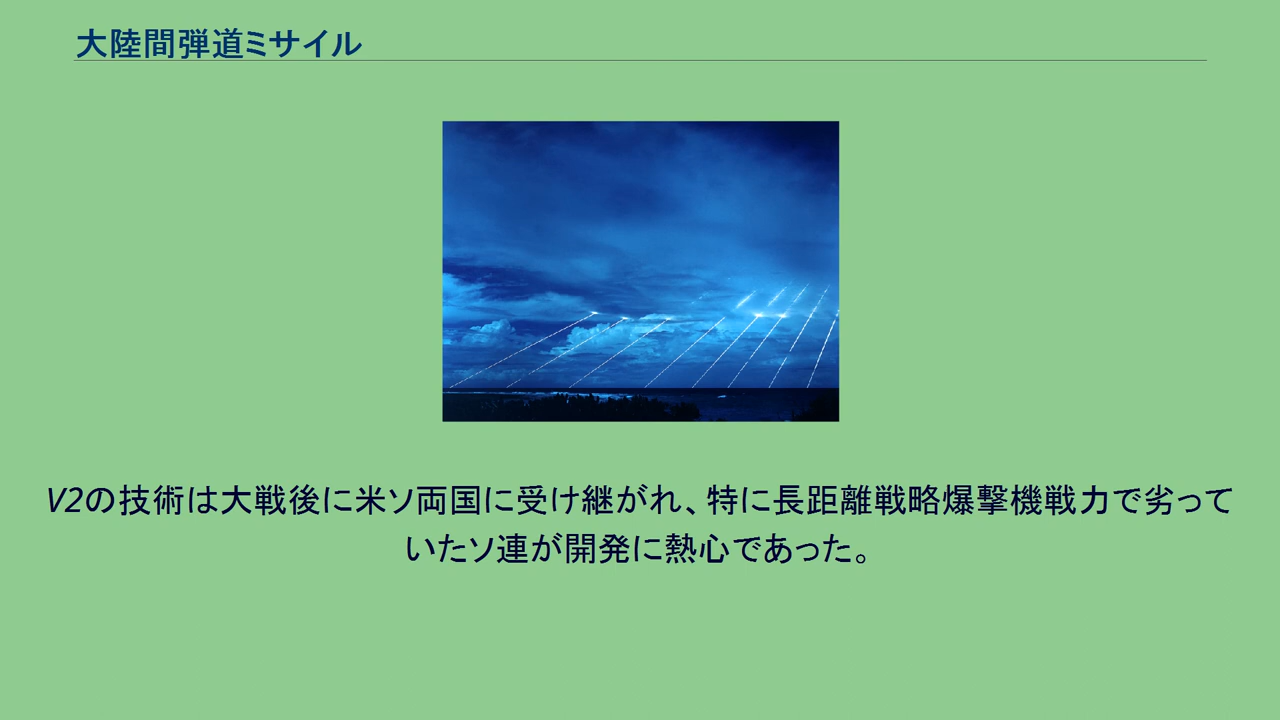 大陸間弾道ミサイル
V2の技術は大戦後に米ソ両国に受け継がれ、特に長距離戦略爆撃機戦力で劣って
いたソ連が開発に熱心であった。